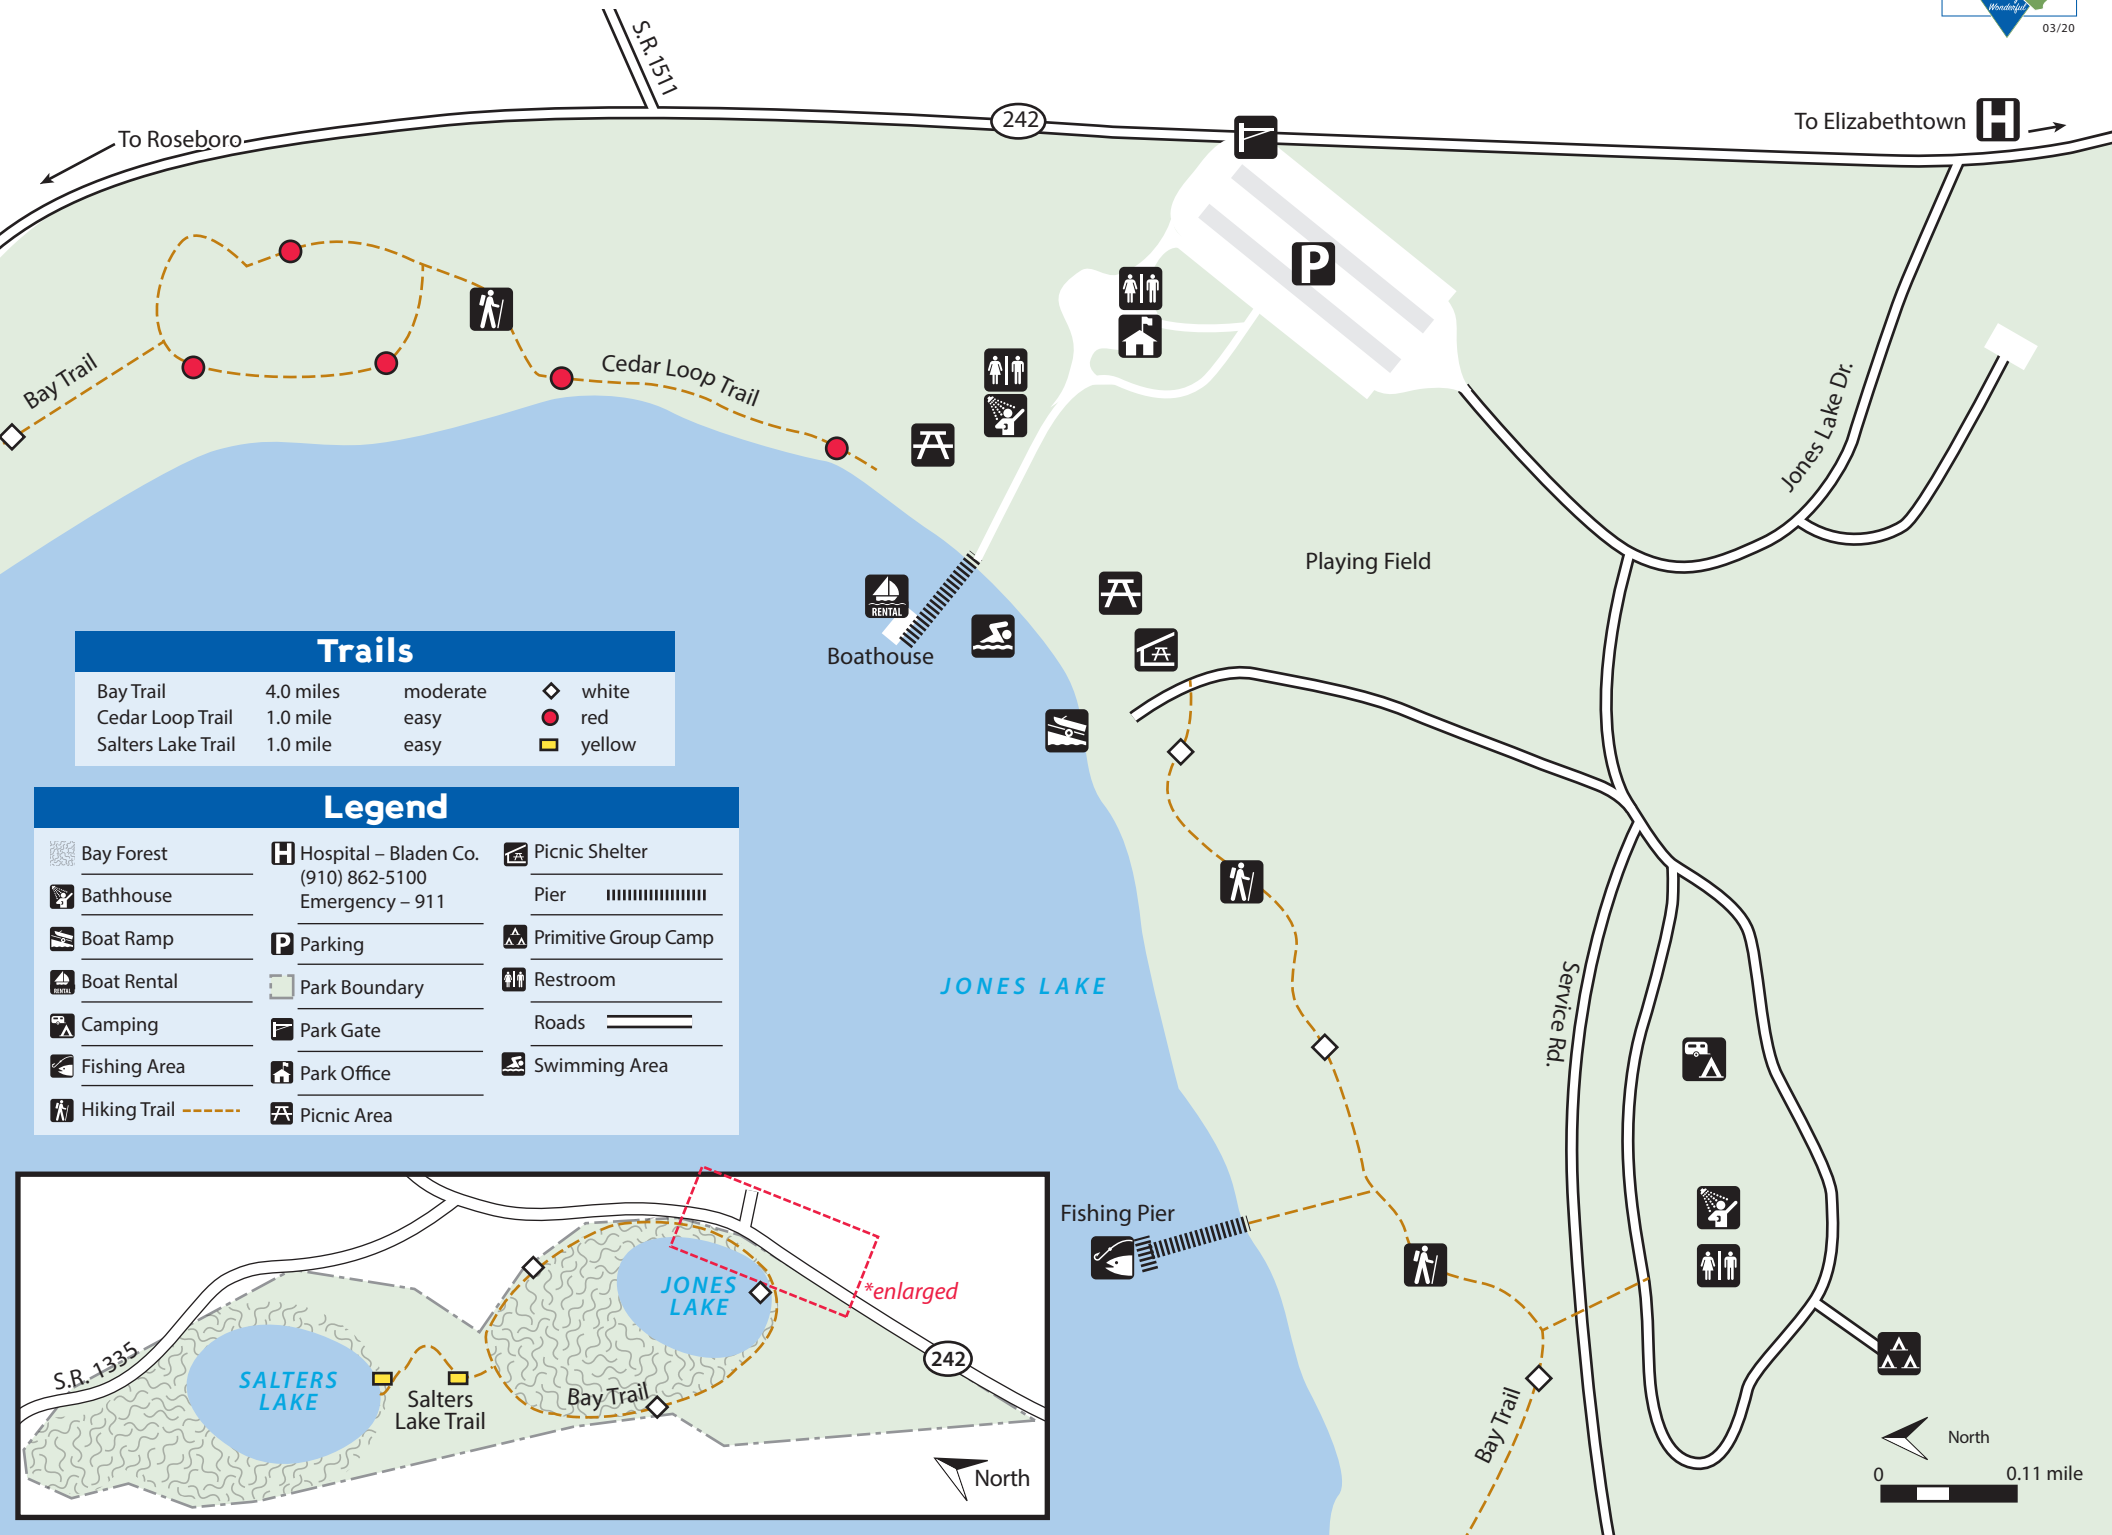 Wonderful
03/20
S.R. 1511
242
To Roseboro
To Elizabethtown
H
P
Bay Trail
Cedar Loop Trail
Jones Lake Dr.
Playing Field
RENTAL
Boathouse
Trails
Bay Trail 4.0 miles moderate white
Cedar Loop Trail 1.0 mile easy red
Salters Lake Trail 1.0 mile easy yellow
Legend
Bay Forest
Bathhouse
Boat Ramp
RENTAL
Boat Rental
Camping
Fishing Area
Hiking Trail
H
Hospital – Bladen Co.
(910) 862-5100
Emergency – 911
P
Parking
Park Boundary
Park Gate
Park Office
Picnic Area
Picnic Shelter
Pier
Primitive Group Camp
Restroom
Roads
Swimming Area
JONES LAKE
Service Rd.
Fishing Pier
Bay Trail
North
0 0.11 mile
JONES
LAKE
*enlarged
242
S.R. 1335
SALTERS
LAKE
Salters
Lake Trail
Bay Trail
North